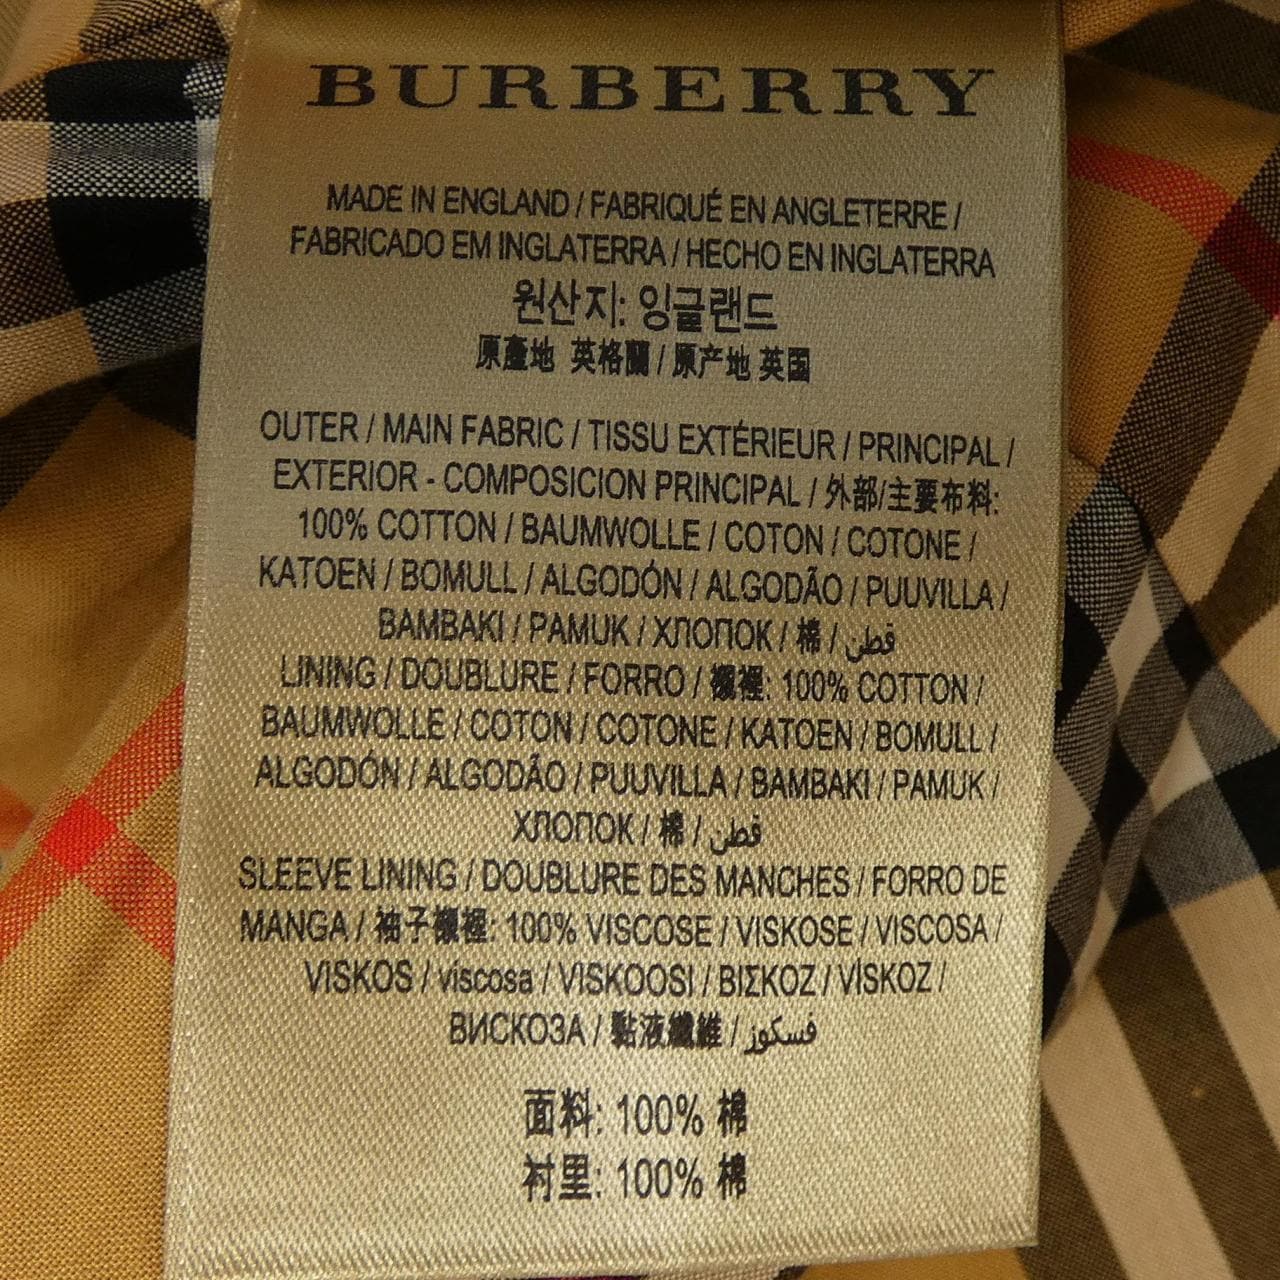 BURBERRY
MADE IN ENGLAND / FABRIQUÉ EN ANGLETERRE /
FABRICADO EM INGLATERRA / HECHO EN INGLATERRA
원산지: 잉글랜드
原產地 英格蘭 / 原产地 英国
OUTER / MAIN FABRIC / TISSU EXTÉRIEUR / PRINCIPAL /
EXTERIOR - COMPOSICION PRINCIPAL / 外部/主要布料:
100% COTTON / BAUMWOLLE / COTON / COTONE /
KATOEN / BOMULL / ALGODÓN / ALGODÃO / PUUVILLA /
BAMBAKI / PAMUK / ХЛОПОК / 棉 / قطن
LINING / DOUBLURE / FORRO / 襯裡: 100% COTTON /
BAUMWOLLE / COTON / COTONE / KATOEN / BOMULL /
ALGODÓN / ALGODÃO / PUUVILLA / BAMBAKI / PAMUK /
ХЛОПОК / 棉 / قطن
SLEEVE LINING / DOUBLURE DES MANCHES / FORRO DE
MANGA / 袖子襯裡: 100% VISCOSE / VISKOSE / VISCOSA /
VISKOS / viscosa / VISKOOSI / ΒΙΣΚΟΖ / VİSKOZ /
ВИСКОЗА / 黏液纖維 / فسكوز
面料: 100% 棉
衬里: 100% 棉